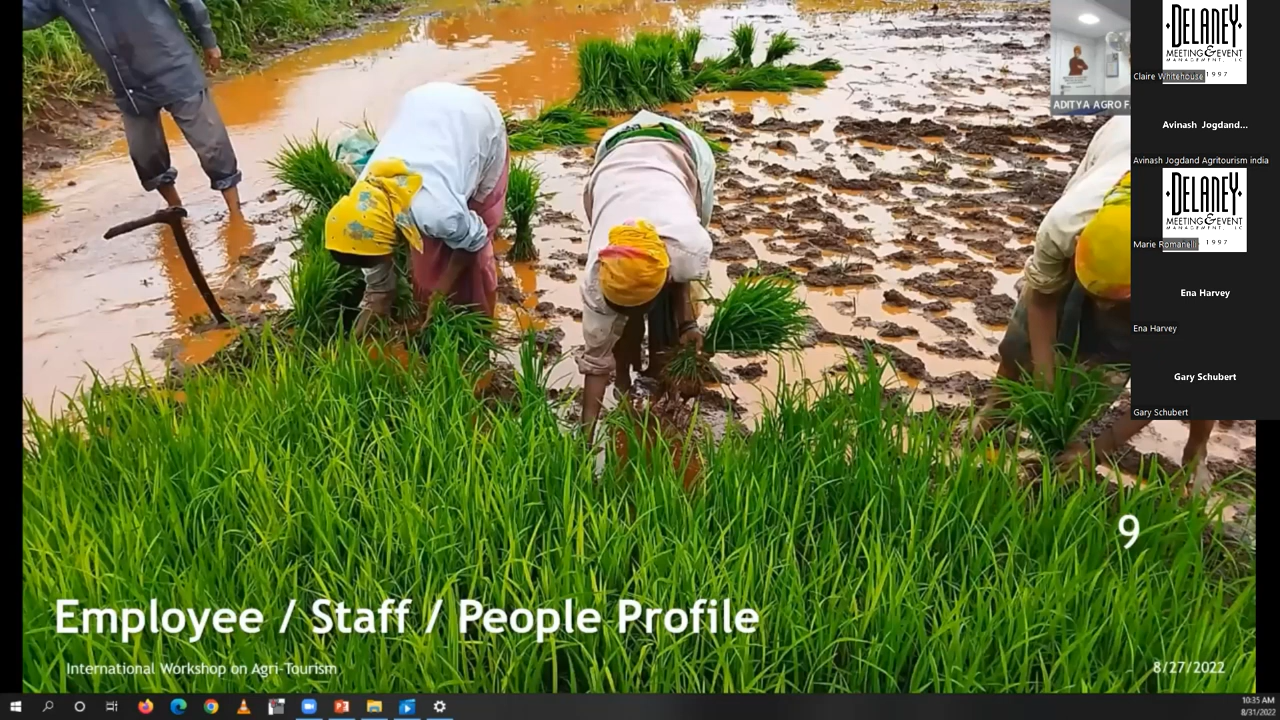 DELANEY
MEETING & EVENT
1997
Claire Whitehouse
ADITYA AGRO F
Avinash Jogdand...
Avinash Jogdand Agritourism india
DELANEY
MEETING & EVENT
1997
Marie Romanelli
Ena Harvey
Ena Harvey
Gary Schubert
Gary Schubert
9
Employee / Staff / People Profile
International Workshop on Agri-Tourism
8/27/2022
10:35 AM
8/31/2022